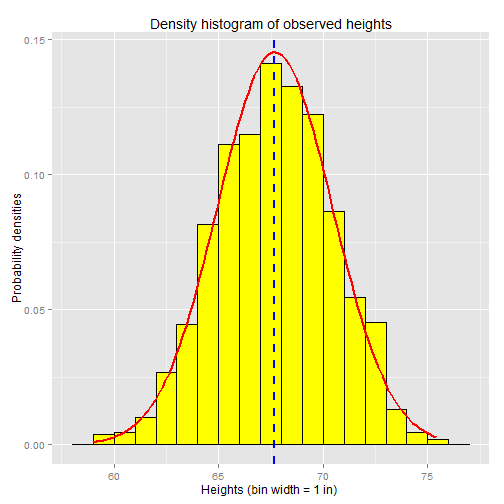 Density histogram of observed heights
0.15
0.10
0.05
0.00
Probability densities
60 65 70 75
Heights (bin width = 1 in)